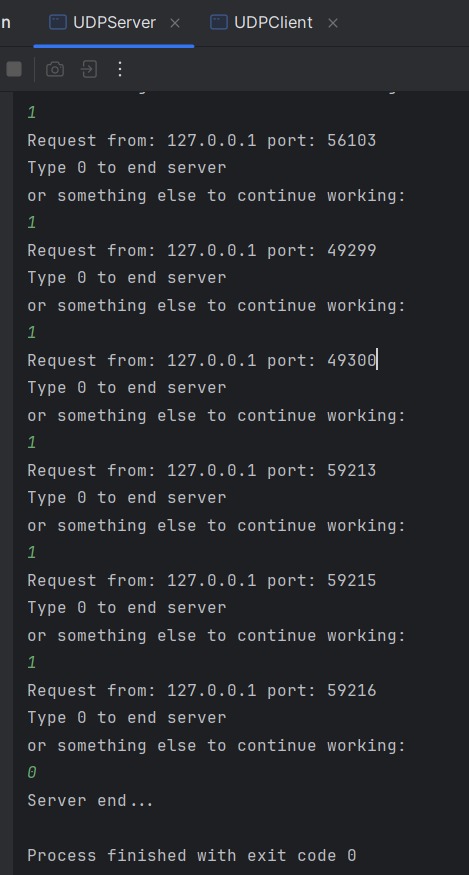 n UDPServer × UDPClient ×
1
Request from: 127.0.0.1 port: 56103
Type 0 to end server
or something else to continue working:
1
Request from: 127.0.0.1 port: 49299
Type 0 to end server
or something else to continue working:
1
Request from: 127.0.0.1 port: 49300
Type 0 to end server
or something else to continue working:
1
Request from: 127.0.0.1 port: 59213
Type 0 to end server
or something else to continue working:
1
Request from: 127.0.0.1 port: 59215
Type 0 to end server
or something else to continue working:
1
Request from: 127.0.0.1 port: 59216
Type 0 to end server
or something else to continue working:
0
Server end...
Process finished with exit code 0